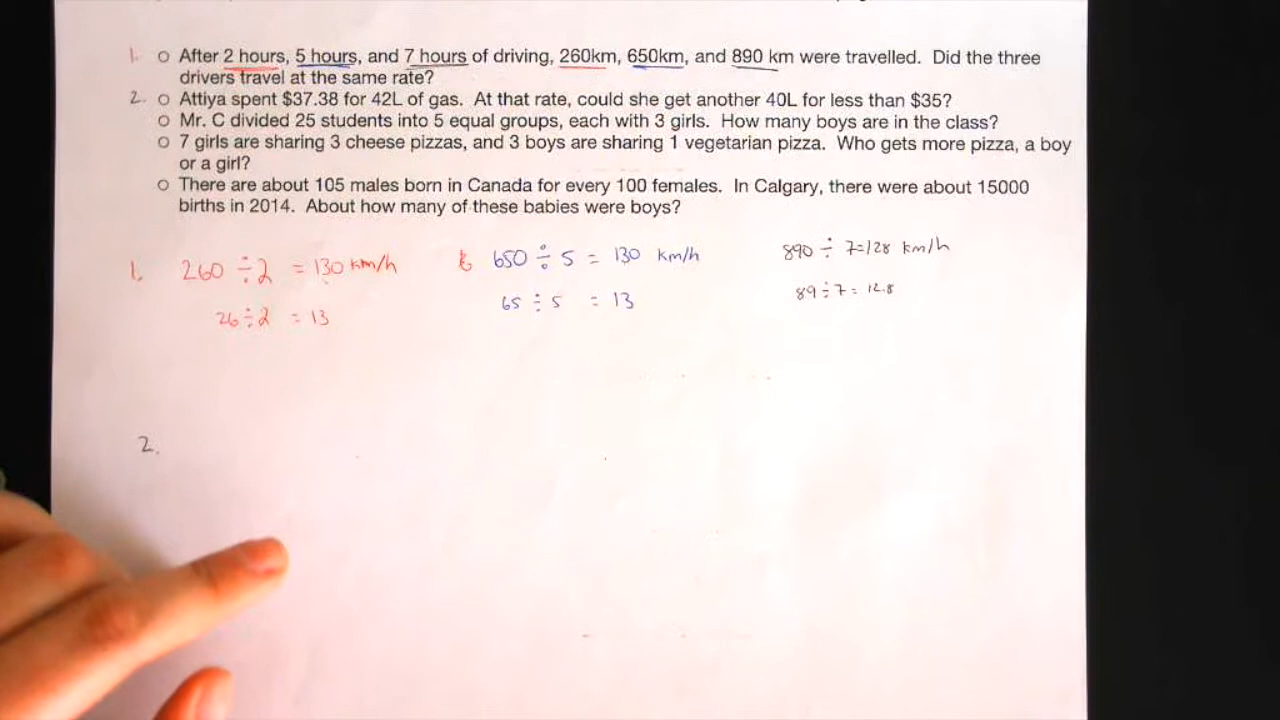 1. o After 2 hours, 5 hours, and 7 hours of driving, 260km, 650km, and 890 km were travelled. Did the three
drivers travel at the same rate?
2. o Attiya spent $37.38 for 42L of gas. At that rate, could she get another 40L for less than $35?
o Mr. C divided 25 students into 5 equal groups, each with 3 girls. How many boys are in the class?
o 7 girls are sharing 3 cheese pizzas, and 3 boys are sharing 1 vegetarian pizza. Who gets more pizza, a boy
or a girl?
o There are about 105 males born in Canada for every 100 females. In Calgary, there were about 15000
births in 2014. About how many of these babies were boys?
1. 260 ÷ 2 = 130 km/h 650 ÷ 5 = 130 km/h 890 ÷ 7=128 km/h
26÷2 = 13 65 ÷ 5 = 13 89÷7= 12.8
2.